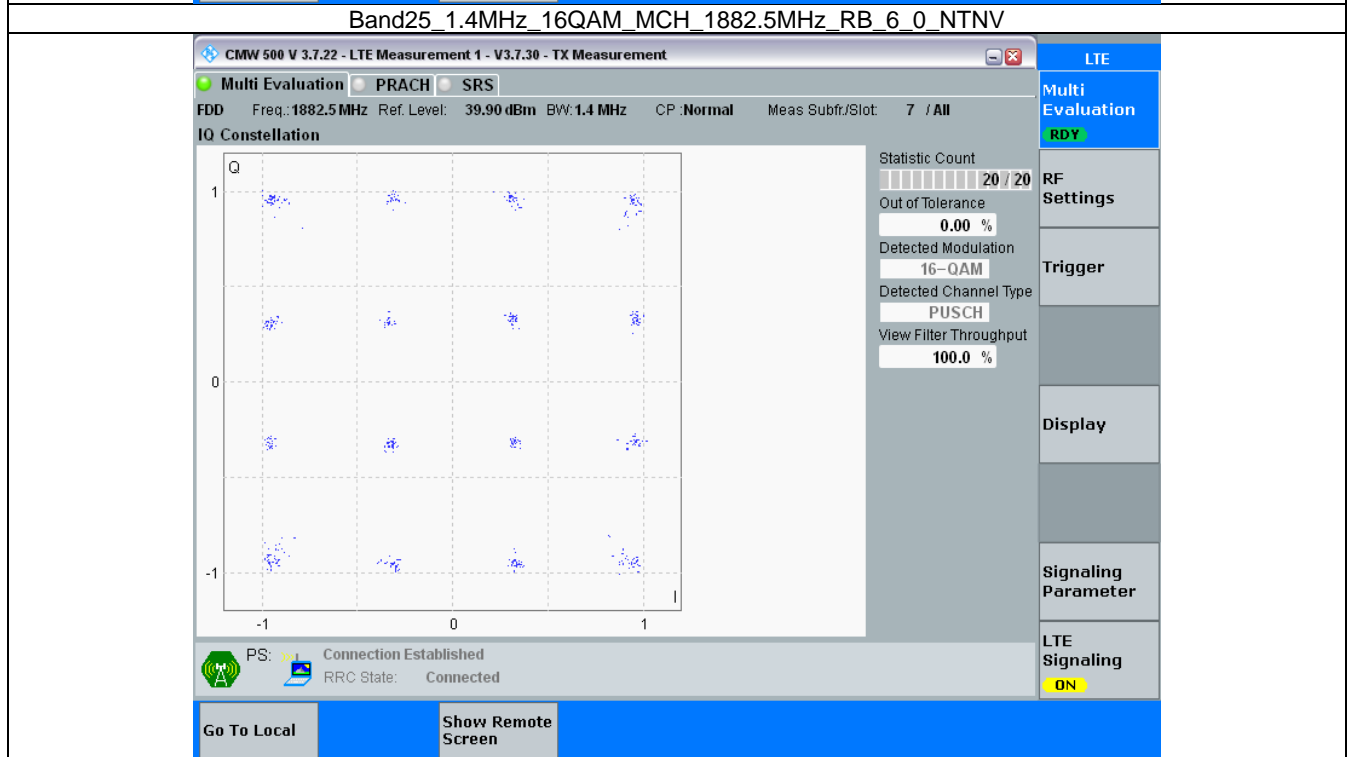 Band25_1.4MHz_16QAM_MCH_1882.5MHz_RB_6_0_NTNV
CMW 500 V 3.7.22 - LTE Measurement 1 - V3.7.30 - TX Measurement
LTE
Multi Evaluation PRACH SRS
FDD Freq.: 1882.5 MHz Ref. Level: 39.90 dBm BW: 1.4 MHz CP : Normal Meas Subfr./Slot: 7 / All
IQ Constellation
Q
1
0
-1
I
-1 0 1
Statistic Count
20 / 20
Out of Tolerance
0.00 %
Detected Modulation
16-QAM
Detected Channel Type
PUSCH
View Filter Throughput
100.0 %
Multi
Evaluation
RDY
RF
Settings
Trigger
Display
Signaling
Parameter
LTE
Signaling
ON
PS: Connection Established
RRC State: Connected
Go To Local
Show Remote
Screen